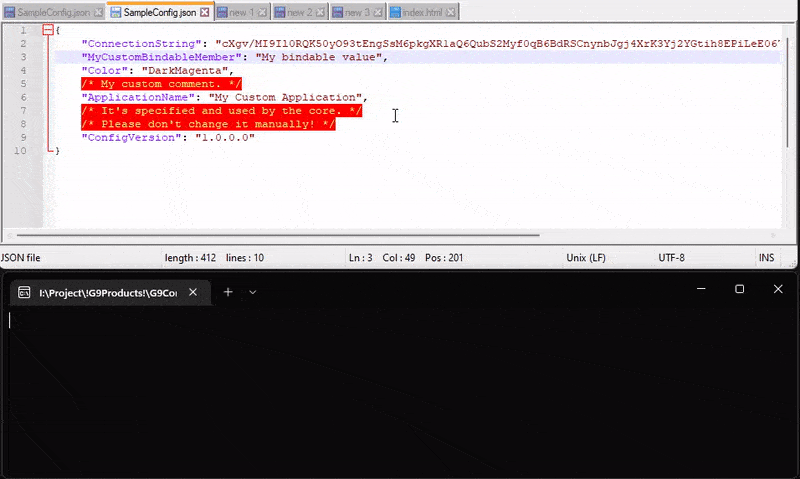 SampleConfig.json SampleConfig.json new 1 new 2 new 3 index.html
1 {
2 "ConnectionString":
3 "MyCustomBindableMember": "My bindable value",
4 "Color": "DarkMagenta",
5 /* My custom comment. */
6 "ApplicationName": "My Custom Application",
7 /* It's specified and used by the core. */
8 /* Please don't change it manually! */
9 "ConfigVersion": "1.0.0.0"
10 }
JSON file length : 412 lines : 10 Ln : 3 Col : 49 Pos : 201 Unix (LF) UTF-8 INS
I:\Project\!G9Products!\G9Con